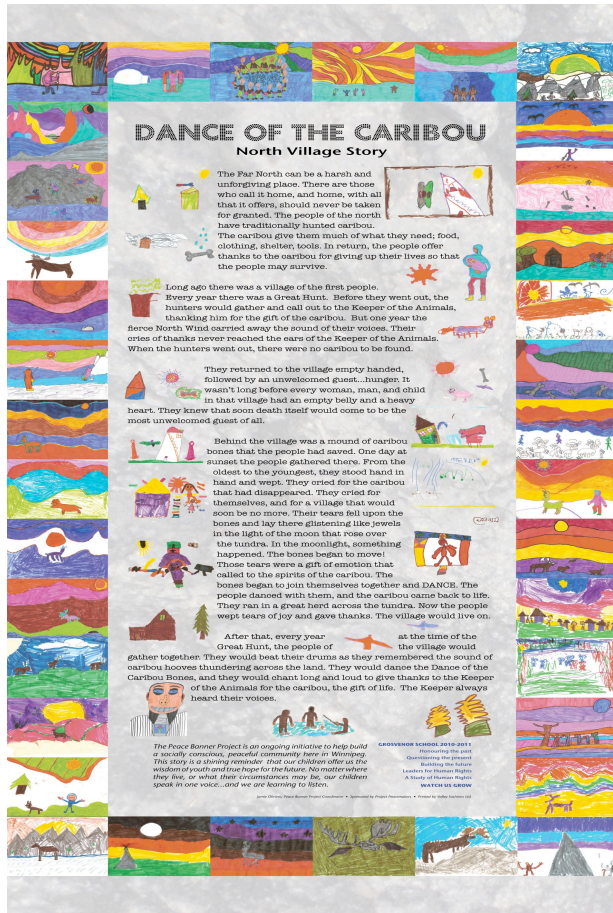 DANCE OF THE CARIBOU
North Village Story
The Far North can be a harsh and
unforgiving place. There are those
who call it home, and home, with all
that it offers, should never be taken
for granted. The people of the north
have traditionally hunted caribou.
The caribou give them much of what they need; food,
clothing, shelter, tools. In return, the people offer
thanks to the caribou for giving up their lives so that
the people may survive.
Long ago there was a village of the first people.
Every year there was a Great Hunt. Before they went out, the
hunters would gather and call out to the Keeper of the Animals,
thanking him for the gift of the caribou. But one year the
fierce North Wind carried away the sound of their voices. Their
cries of thanks never reached the ears of the Keeper of the Animals.
When the hunters went out, there were no caribou to be found.
They returned to the village empty handed,
followed by an unwelcomed guest...hunger. It
wasn't long before every woman, man, and child
in that village had an empty belly and a heavy
heart. They knew that soon death itself would come to be the
most unwelcomed guest of all.
Behind the village was a mound of caribou
bones that the people had saved. One day at
sunset the people gathered there. From the
oldest to the youngest, they stood hand in
hand and wept. They cried for the caribou
that had disappeared. They cried for
themselves, and for a village that would
soon be no more. Their tears fell upon the
bones and lay there glistening like jewels
in the light of the moon that rose over
the tundra. In the moonlight, something
happened. The bones began to move!
Those tears were a gift of emotion that
called to the spirits of the caribou. The
bones began to join themselves together and DANCE. The
people danced with them, and the caribou came back to life.
They ran in a great herd across the tundra. Now the people
wept tears of joy and gave thanks. The village would live on.
After that, every year at the time of the
Great Hunt, the people of the village would
gather together. They would beat their drums as they remembered the sound of
caribou hooves thundering across the land. They would dance the Dance of the
Caribou Bones, and they would chant long and loud to give thanks to the Keeper
of the Animals for the caribou, the gift of life. The Keeper always
heard their voices.
The Peace Banner Project is an ongoing initiative to help build
a socially conscious, peaceful community here in Winnipeg.
This story is a shining reminder that our children offer us the
wisdom of youth and true hope for the future. No matter where
they live, or what their circumstances may be, our children
speak in one voice...and we are learning to listen.
GROSVENOR SCHOOL 2010-2011
Honouring the past
Questioning the present
Building the future
Leaders for Human Rights
A Study of Human Rights
WATCH US GROW